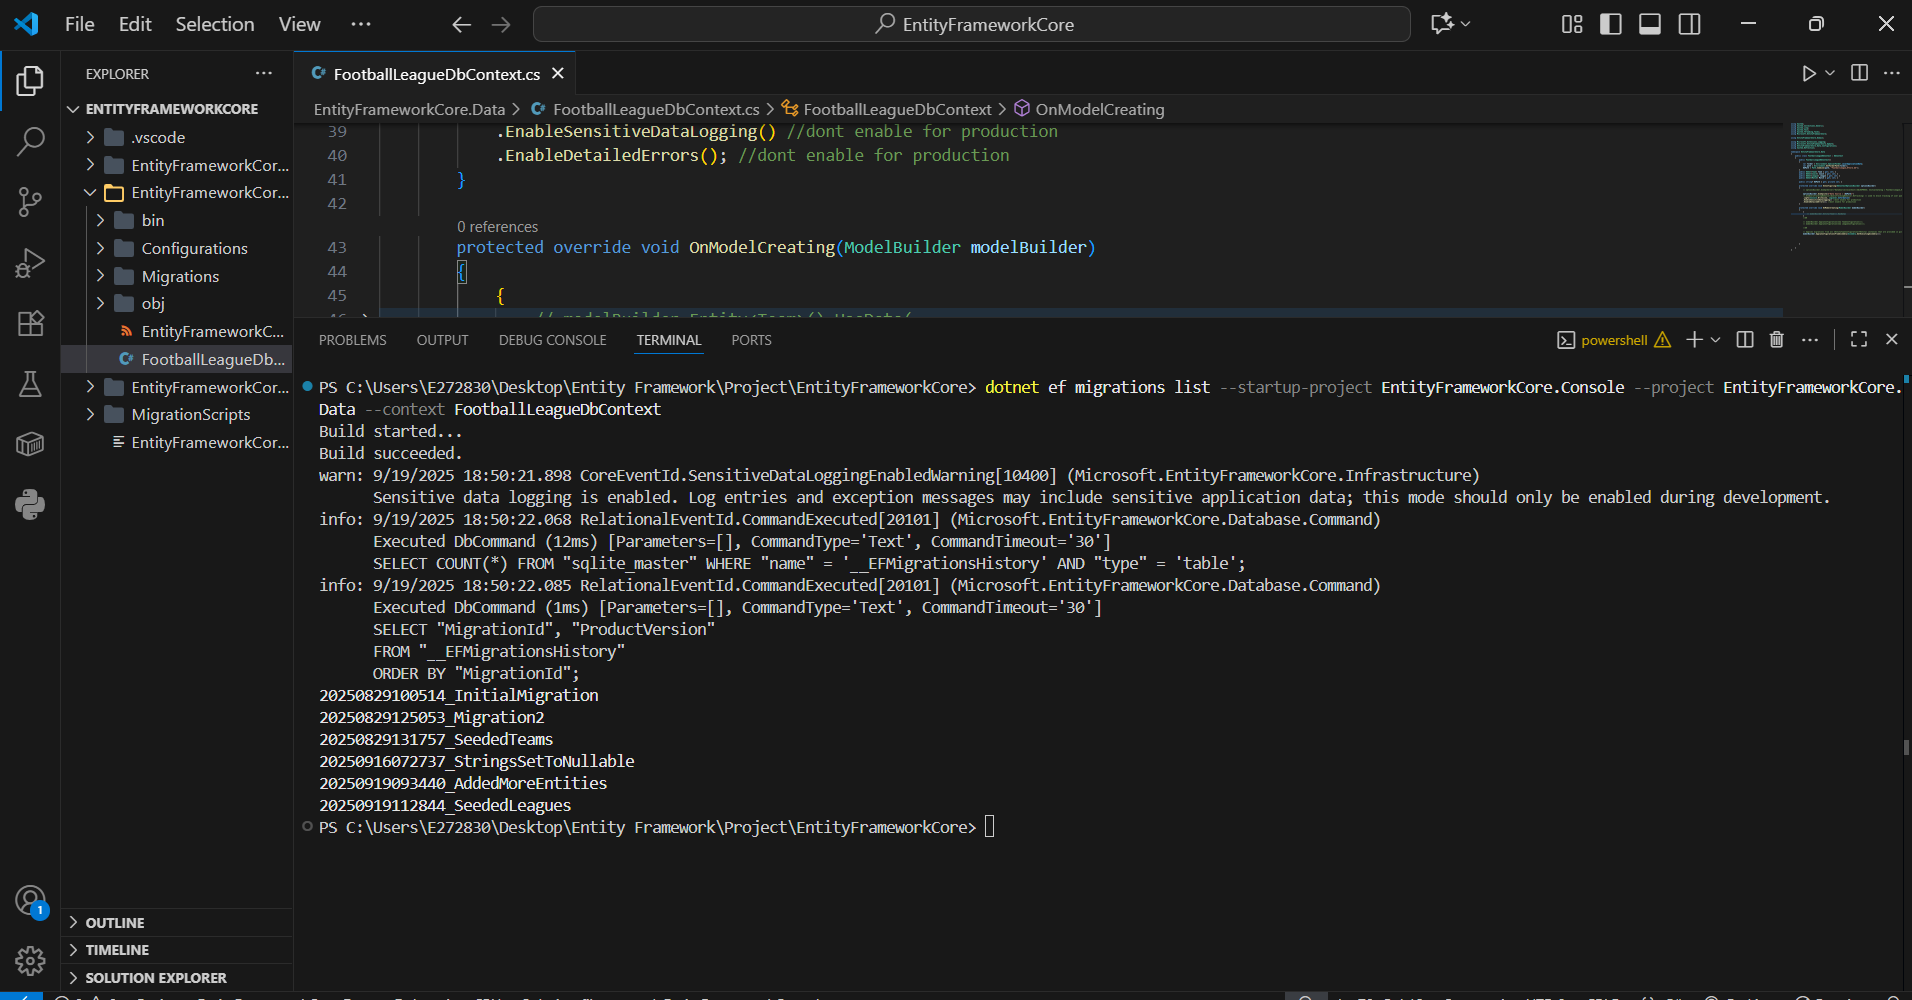 File Edit Selection View ··· EntityFrameworkCore
EXPLORER ···
ENTITYFRAMEWORKCORE
.vscode
EntityFrameworkCor...
EntityFrameworkCor...
bin
Configurations
Migrations
obj
EntityFrameworkC...
FootballLeagueDb...
EntityFrameworkCor...
MigrationScripts
EntityFrameworkCor...
OUTLINE
TIMELINE
SOLUTION EXPLORER
1
FootballLeagueDbContext.cs
EntityFrameworkCore.Data > FootballLeagueDbContext.cs > FootballLeagueDbContext > OnModelCreating
39 .EnableSensitiveDataLogging() //dont enable for production
40 .EnableDetailedErrors(); //dont enable for production
41 }
42
0 references
43 protected override void OnModelCreating(ModelBuilder modelBuilder)
44 {
45 {
PROBLEMS OUTPUT DEBUG CONSOLE TERMINAL PORTS powershell
PS C:\Users\E272830\Desktop\Entity Framework\Project\EntityFrameworkCore> dotnet ef migrations list --startup-project EntityFrameworkCore.Console --project EntityFrameworkCore.
Data --context FootballLeagueDbContext
Build started...
Build succeeded.
warn: 9/19/2025 18:50:21.898 CoreEventId.SensitiveDataLoggingEnabledWarning[10400] (Microsoft.EntityFrameworkCore.Infrastructure)
Sensitive data logging is enabled. Log entries and exception messages may include sensitive application data; this mode should only be enabled during development.
info: 9/19/2025 18:50:22.068 RelationalEventId.CommandExecuted[20101] (Microsoft.EntityFrameworkCore.Database.Command)
Executed DbCommand (12ms) [Parameters=[], CommandType='Text', CommandTimeout='30']
SELECT COUNT(*) FROM "sqlite_master" WHERE "name" = '__EFMigrationsHistory' AND "type" = 'table';
info: 9/19/2025 18:50:22.085 RelationalEventId.CommandExecuted[20101] (Microsoft.EntityFrameworkCore.Database.Command)
Executed DbCommand (1ms) [Parameters=[], CommandType='Text', CommandTimeout='30']
SELECT "MigrationId", "ProductVersion"
FROM "__EFMigrationsHistory"
ORDER BY "MigrationId";
20250829100514_InitialMigration
20250829125053_Migration2
20250829131757_SeededTeams
20250916072737_StringsSetToNullable
20250919093440_AddedMoreEntities
20250919112844_SeededLeagues
PS C:\Users\E272830\Desktop\Entity Framework\Project\EntityFrameworkCore>